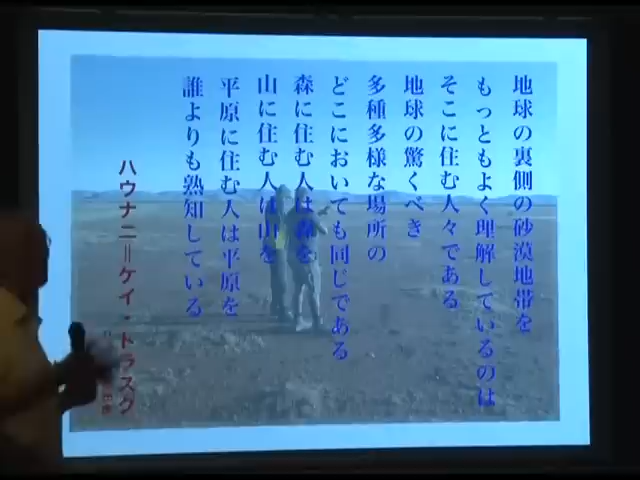 地球の裏側の砂漠地帯を
もっともよく理解しているのは
そこに住む人々である
地球の驚くべき
多種多様な場所の
どこにおいても同じである
森に住む人は森を
山に住む人は山を
平原に住む人は平原を
誰よりも熟知している
ハウナニ＝ケイ・トラスク